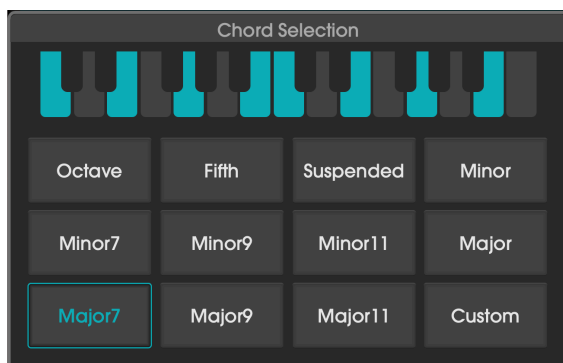 Chord Selection
Octave Fifth Suspended Minor
Minor7 Minor9 Minor11 Major
Major7 Major9 Major11 Custom